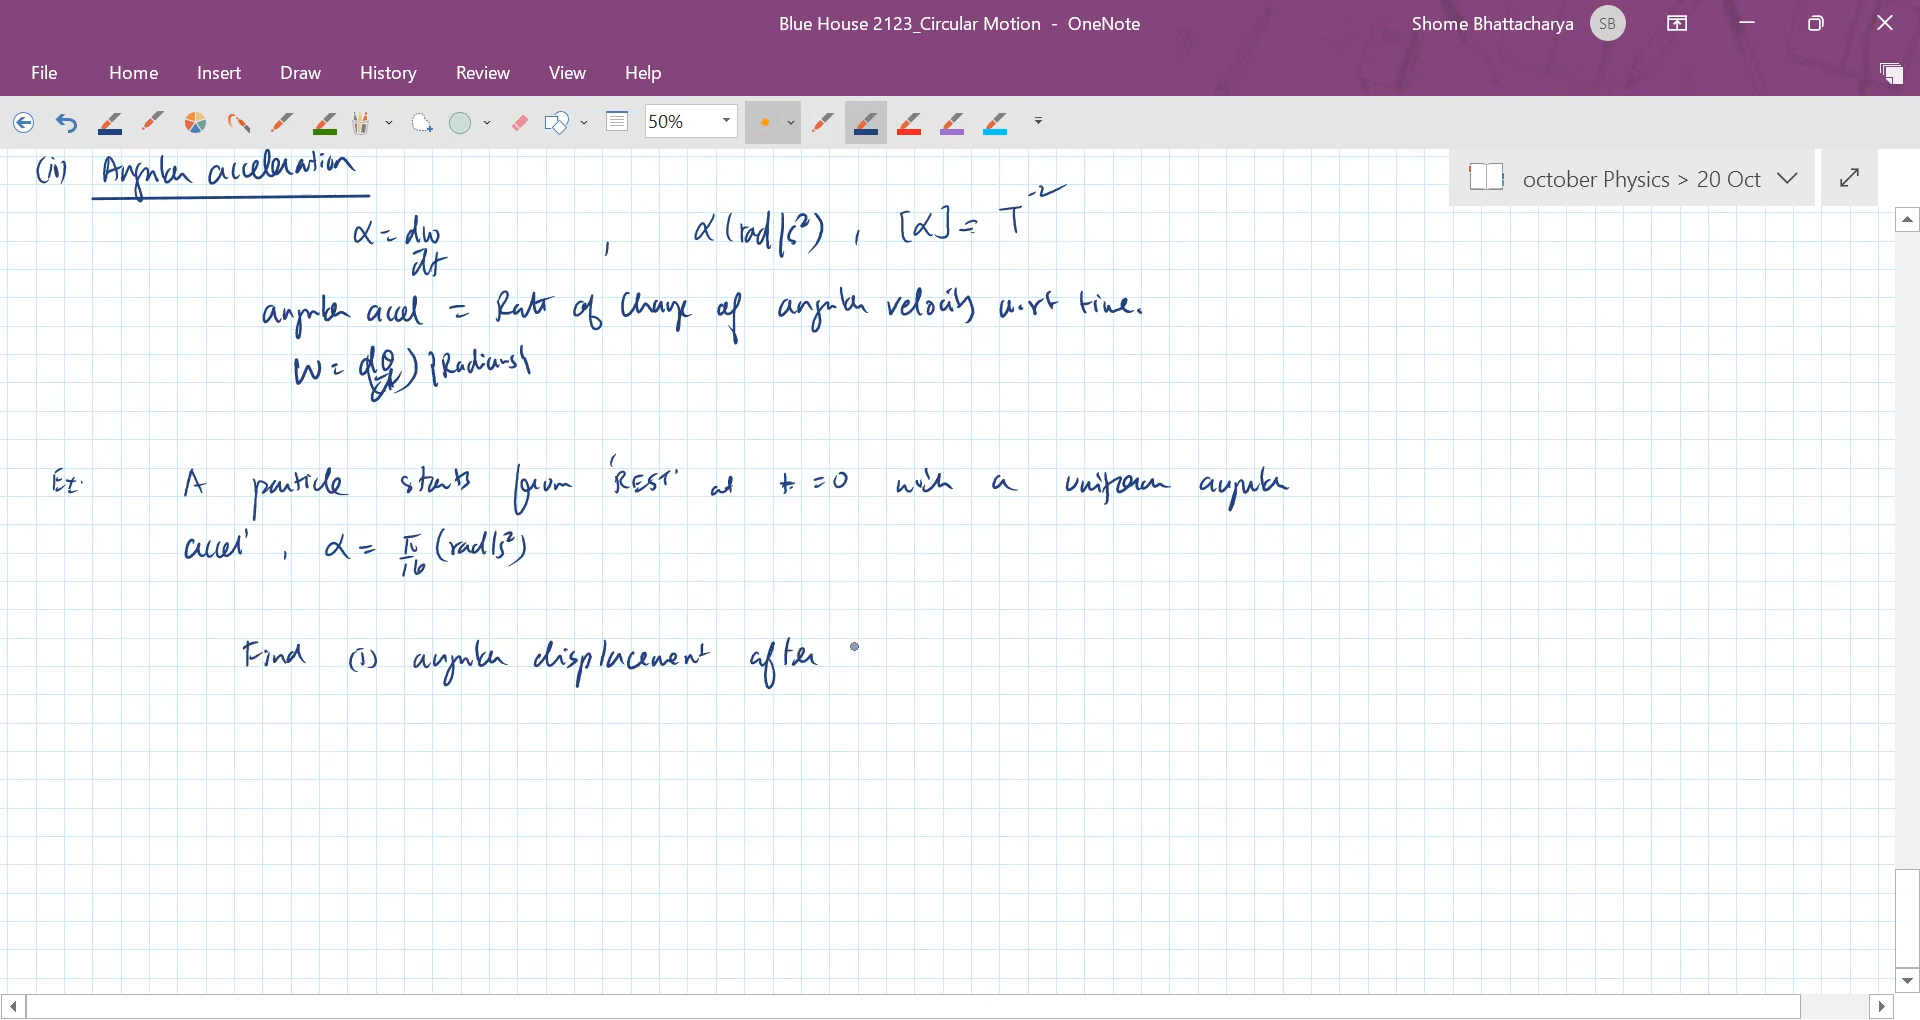 Blue House 2123_Circular Motion - OneNote
Shome Bhattacharya SB
File Home Insert Draw History Review View Help
50%
october Physics > 20 Oct
(ii) Angular acceleration
α = dω/dt , α (rad/s²) , [α] = T⁻²
angular accel = Rate of change of angular velocity w.r.t time.
ω = (dθ/dt) {Radians}
Ex: A particle starts from 'REST' at t = 0 with a uniform angular
accelⁿ , α = π/16 (rad/s²)
Find (i) angular displacement after